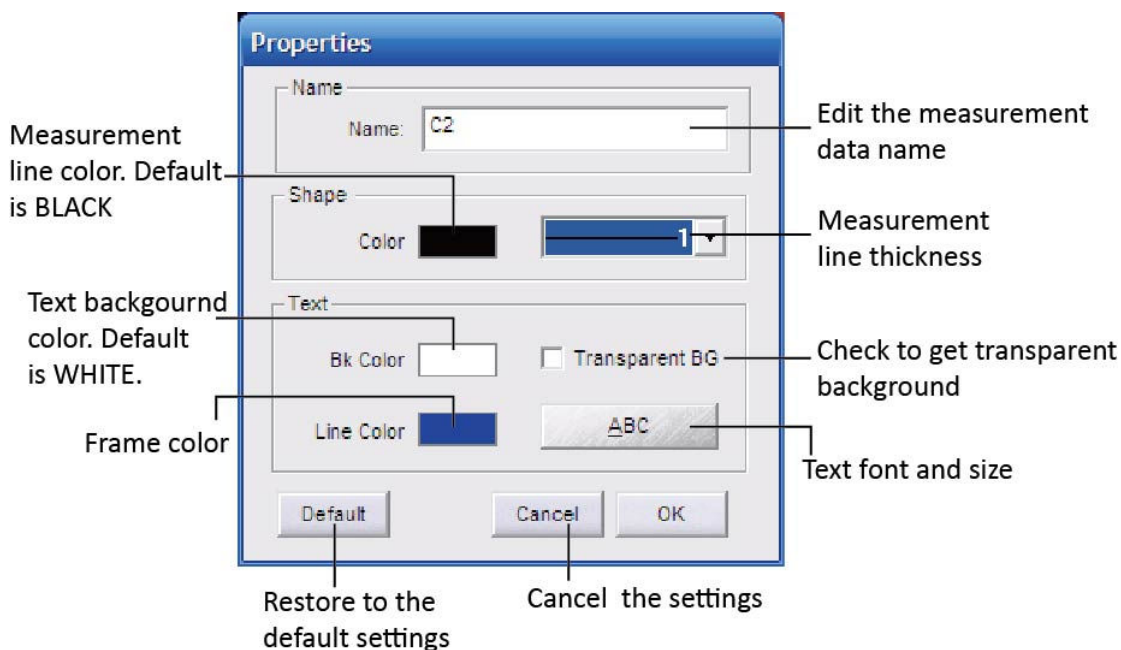 Properties
Name
Name: C2
Edit the measurement
data name
Measurement
line color. Default
is BLACK
Shape
Color
1
Measurement
line thickness
Text backgournd
color. Default
is WHITE.
Text
Bk Color
Transparent BG
Check to get transparent
background
Frame color
Line Color
ABC
Text font and size
Default
Cancel
OK
Restore to the
default settings
Cancel the settings